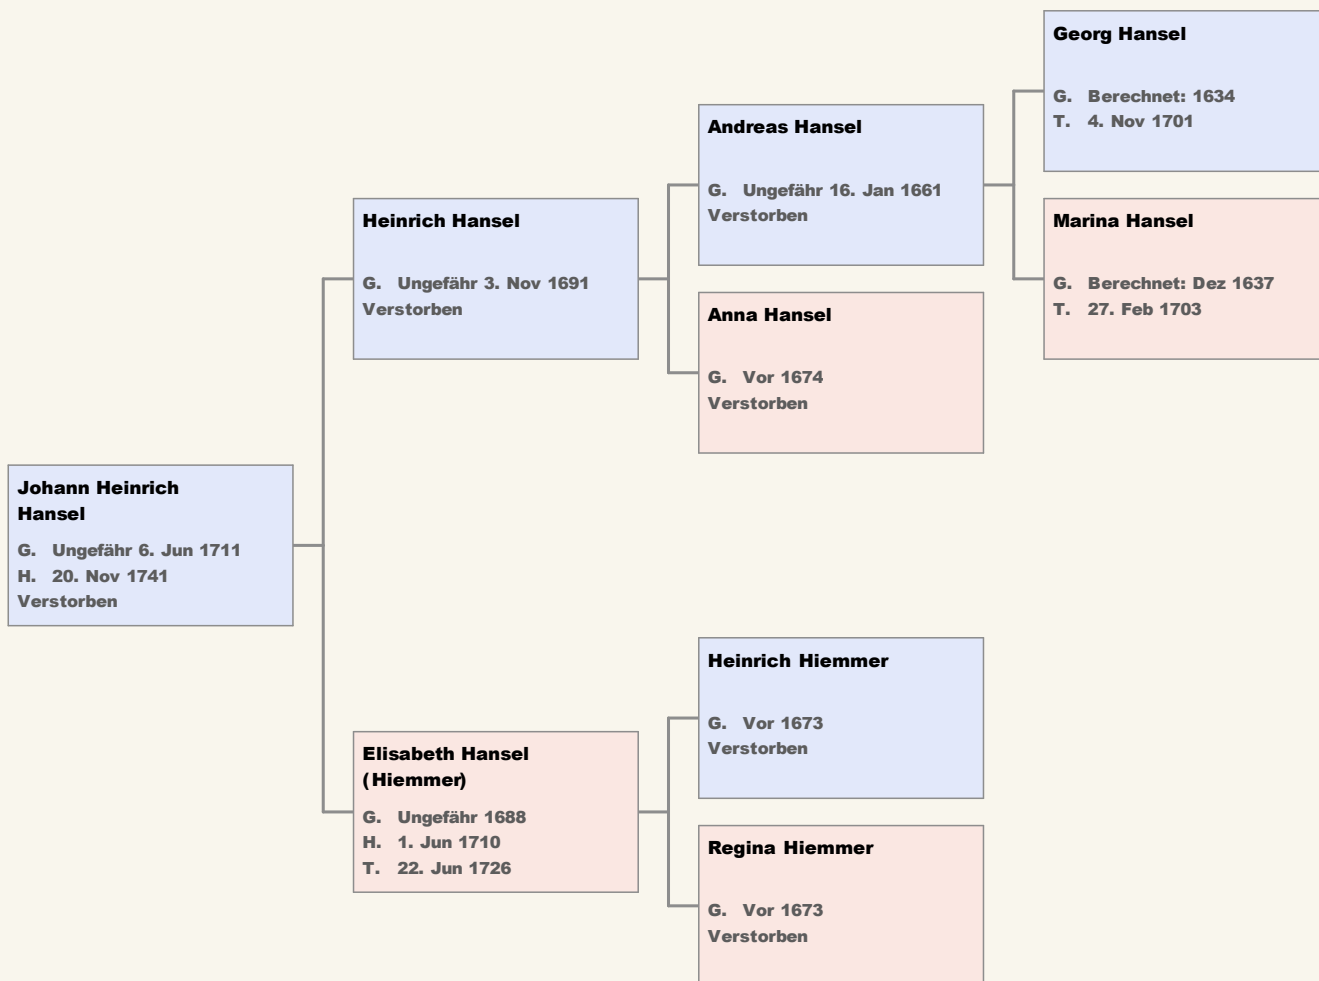 Georg Hansel
G. Berechnet: 1634
T. 4. Nov 1701
Andreas Hansel
G. Ungefähr 16. Jan 1661
Verstorben
Heinrich Hansel
G. Ungefähr 3. Nov 1691
Verstorben
Marina Hansel
G. Berechnet: Dez 1637
T. 27. Feb 1703
Anna Hansel
G. Vor 1674
Verstorben
Johann Heinrich
Hansel
G. Ungefähr 6. Jun 1711
H. 20. Nov 1741
Verstorben
Heinrich Hiemmer
G. Vor 1673
Verstorben
Elisabeth Hansel
(Hiemmer)
G. Ungefähr 1688
H. 1. Jun 1710
T. 22. Jun 1726
Regina Hiemmer
G. Vor 1673
Verstorben